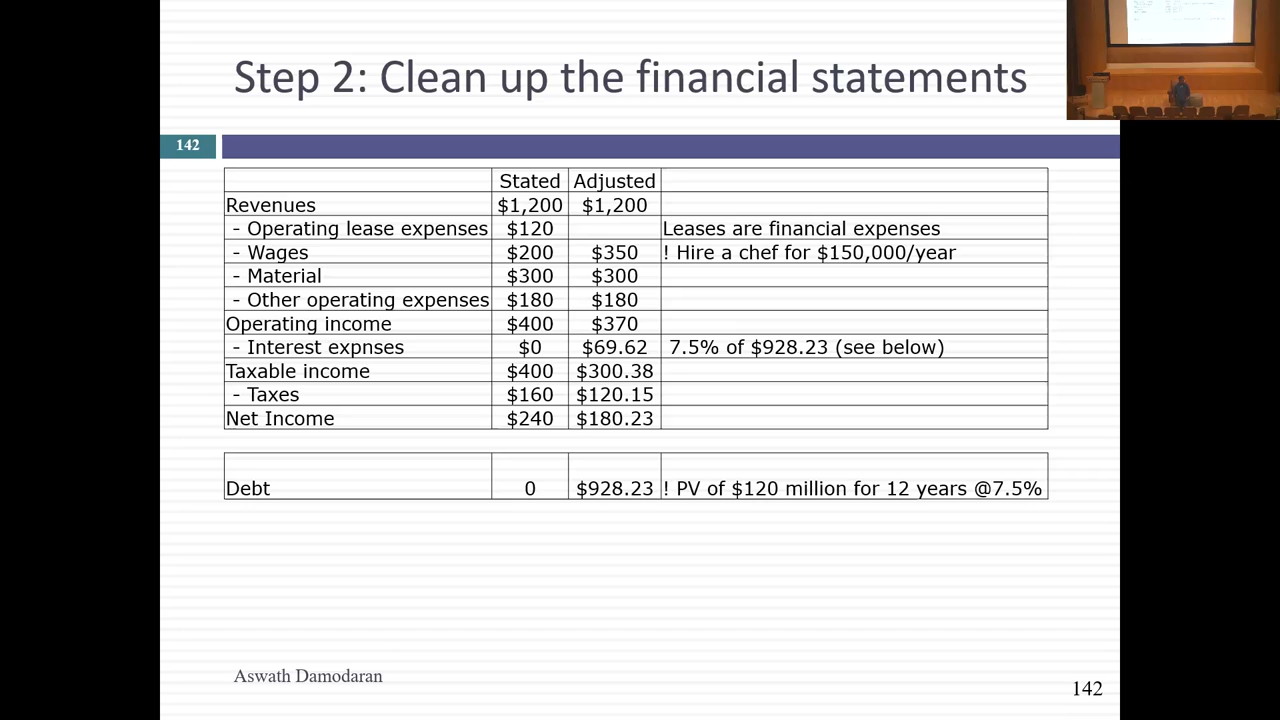 Step 2: Clean up the financial statements
142
Stated Adjusted
Revenues $1,200 $1,200
- Operating lease expenses $120 Leases are financial expenses
- Wages $200 $350 ! Hire a chef for $150,000/year
- Material $300 $300
- Other operating expenses $180 $180
Operating income $400 $370
- Interest expnses $0 $69.62 7.5% of $928.23 (see below)
Taxable income $400 $300.38
- Taxes $160 $120.15
Net Income $240 $180.23
Debt 0 $928.23 ! PV of $120 million for 12 years @7.5%
Aswath Damodaran
142